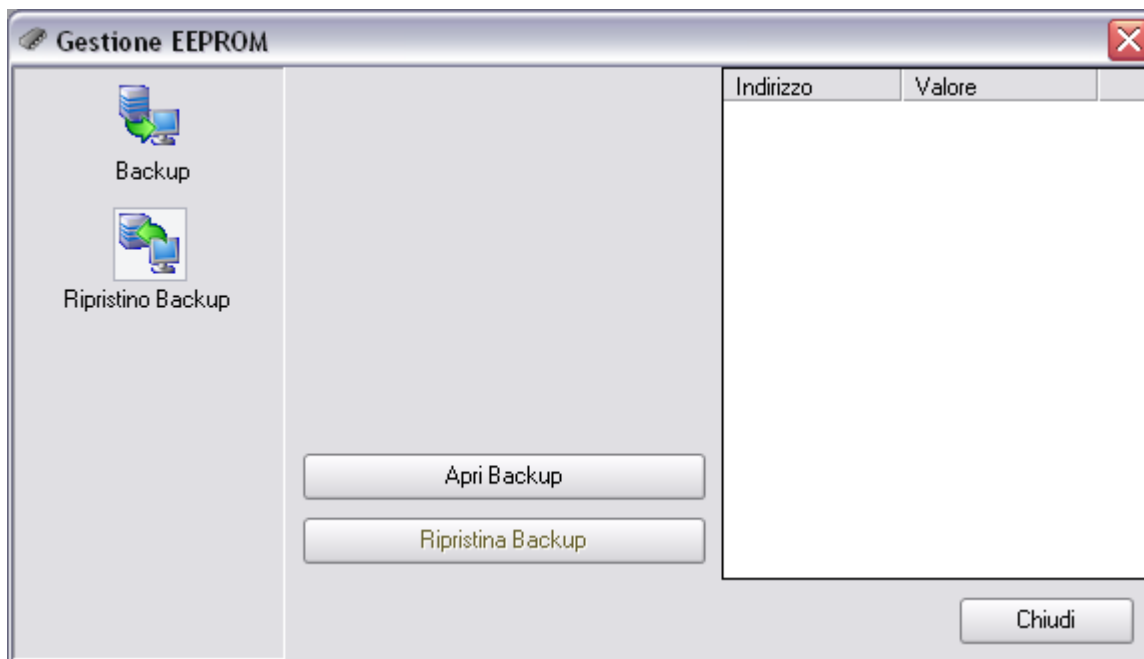 Gestione EEPROM
Indirizzo Valore
Backup
Ripristino Backup
Apri Backup
Ripristina Backup
Chiudi